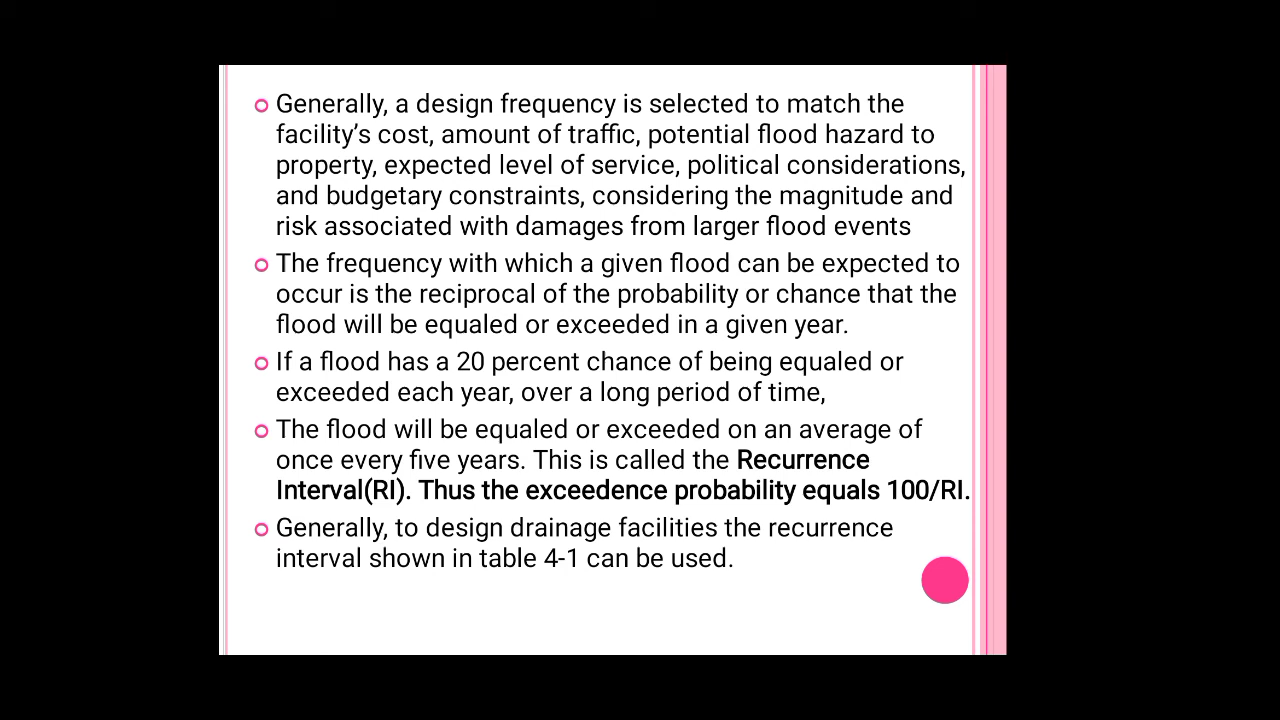 Generally, a design frequency is selected to match the
facility’s cost, amount of traffic, potential flood hazard to
property, expected level of service, political considerations,
and budgetary constraints, considering the magnitude and
risk associated with damages from larger flood events
The frequency with which a given flood can be expected to
occur is the reciprocal of the probability or chance that the
flood will be equaled or exceeded in a given year.
If a flood has a 20 percent chance of being equaled or
exceeded each year, over a long period of time,
The flood will be equaled or exceeded on an average of
once every five years. This is called the Recurrence
Interval(RI). Thus the exceedence probability equals 100/RI.
Generally, to design drainage facilities the recurrence
interval shown in table 4-1 can be used.